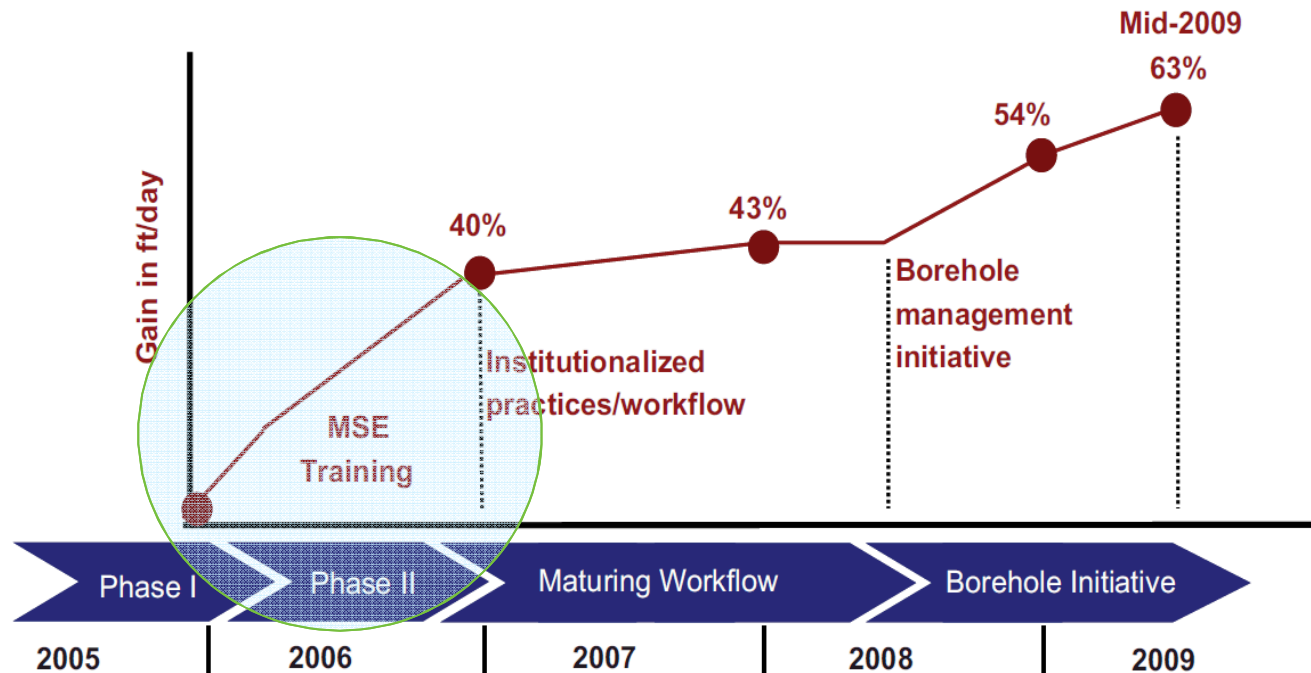 Mid-2009
63%
54%
43%
40%
Gain in ft/day
Borehole
management
initiative
Institutionalized
practices/workflow
MSE
Training
Phase I
Phase II
Maturing Workflow
Borehole Initiative
2005
2006
2007
2008
2009